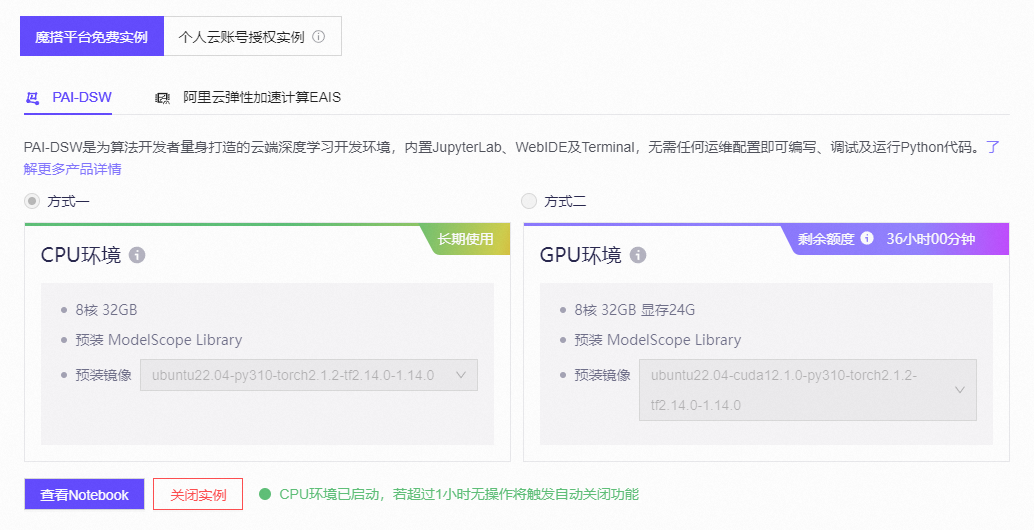 魔搭平台免费实例 个人云账号授权实例
PAI-DSW 阿里云弹性加速计算EAIS
PAI-DSW是为算法开发者量身打造的云端深度学习开发环境，内置JupyterLab、WebIDE及Terminal，无需任何运维配置即可编写、调试及运行Python代码。了
解更多产品详情
方式一
长期使用
CPU环境
8核 32GB
预装 ModelScope Library
预装镜像 ubuntu22.04-py310-torch2.1.2-tf2.14.0-1.14.0
方式二
剩余额度 36小时00分钟
GPU环境
8核 32GB 显存24G
预装 ModelScope Library
预装镜像 ubuntu22.04-cuda12.1.0-py310-torch2.1.2-
tf2.14.0-1.14.0
查看Notebook 关闭实例 CPU环境已启动，若超过1小时无操作将触发自动关闭功能